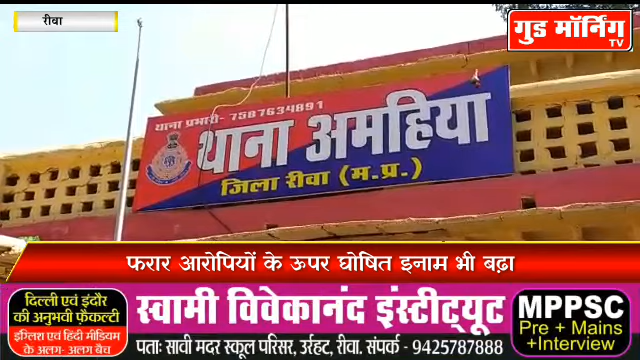 रीवा
गुड मॉर्निंग
TV
थाना प्रभारी- 7587634891
थाना अमहिया
जिला रीवा (म.प्र.)
फरार आरोपियों के ऊपर घोषित इनाम भी बढ़ा
दिल्ली एवं इंदौर
की अनुभवी फैकल्टी
इंग्लिश एवं हिंदी मीडियम
के अलग- अलग बैच
स्वामी विवेकानंद इंस्टीट्यूट
पताः सावी मदर स्कूल परिसर, उर्रहट, रीवा. संपर्क - 9425787888
MPPSC
Pre + Mains
+Interview